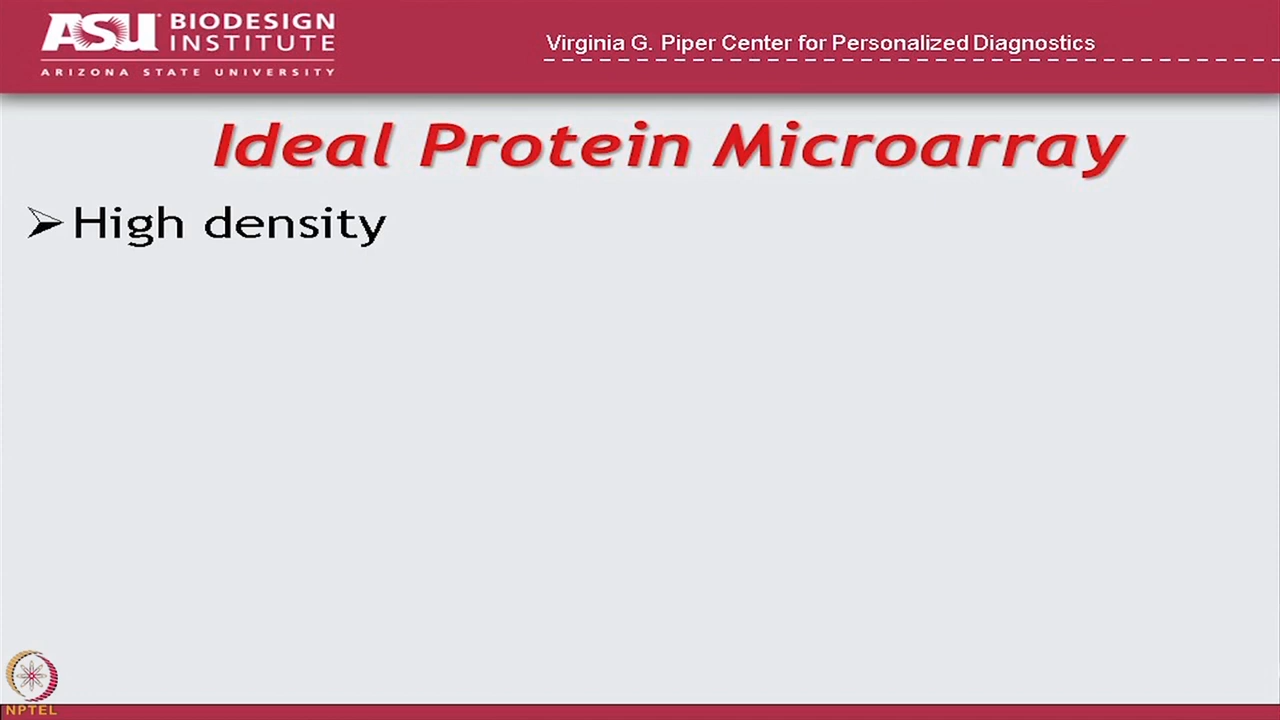 ASU BIODESIGN
INSTITUTE
ARIZONA STATE UNIVERSITY
Virginia G. Piper Center for Personalized Diagnostics
Ideal Protein Microarray
High density
NPTEL